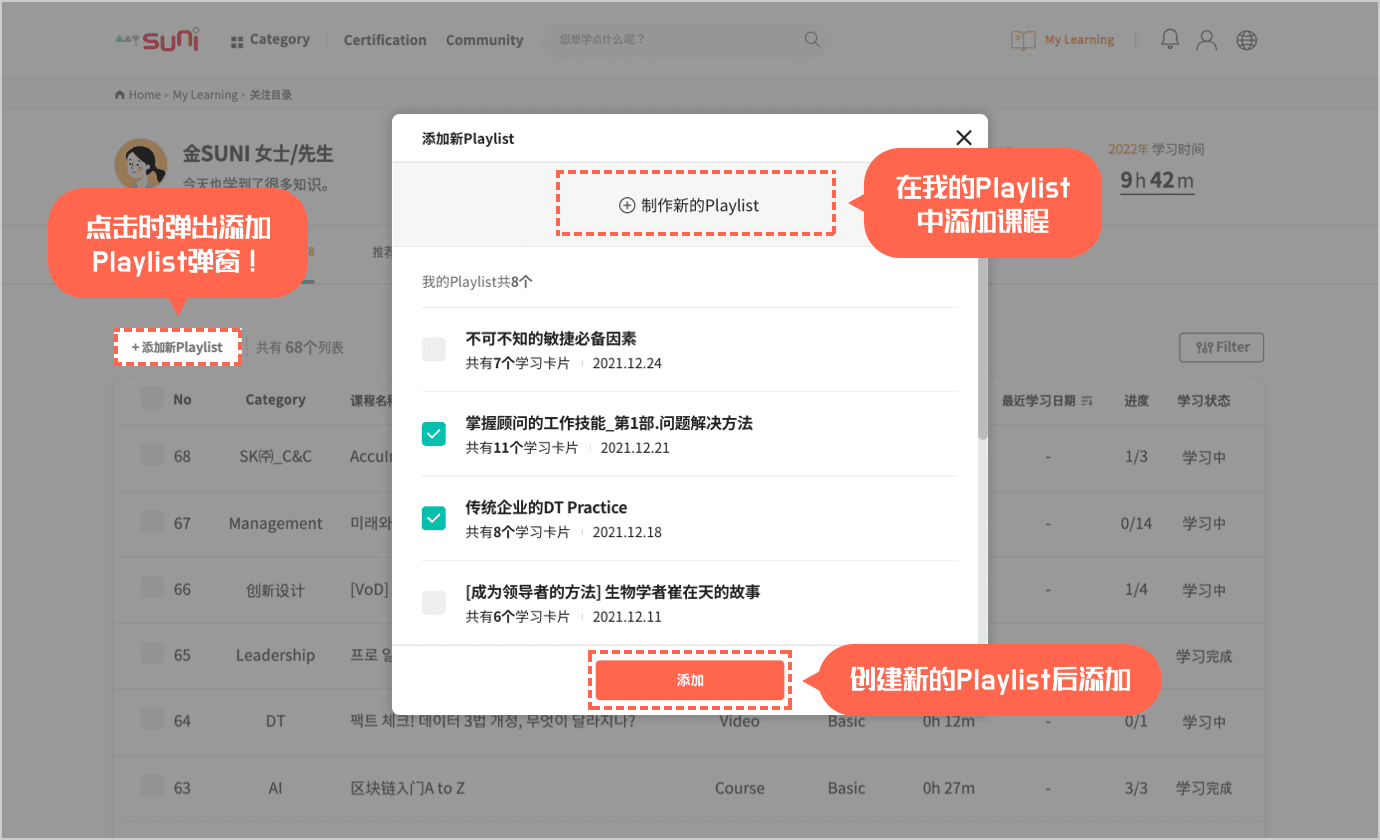 mySUNI
Category
Certification
Community
您想学点什么呢？
My Learning
Home ▸ My Learning ▸ 关注目录
金SUNI 女士/先生
今天也学到了很多知识。
2022年 学习时间
9h 42m
添加新Playlist
⊕ 制作新的Playlist
在我的Playlist
中添加课程
点击时弹出添加
Playlist弹窗！
8
推荐
我的Playlist共8个
+ 添加新Playlist
共有 68个列表
Filter
不可不知的敏捷必备因素
共有7个学习卡片 2021.12.24
掌握顾问的工作技能_第1部.问题解决方法
共有11个学习卡片 2021.12.21
传统企业的DT Practice
共有8个学习卡片 2021.12.18
[成为领导者的方法] 生物学者崔在天的故事
共有6个学习卡片 2021.12.11
添加
创建新的Playlist后添加
No Category 课程名称 最近学习日期 进度 学习状态
68 SK㈜_C&C AccuIn - 1/3 学习中
67 Management 미래와 - 0/14 学习中
66 创新设计 [VoD] - 1/4 学习中
65 Leadership 프로 일 学习完成
64 DT 팩트 체크! 데이터 3법 개정, 무엇이 달라지나? Video Basic 0h 12m - 0/1 学习中
63 AI 区块链入门A to Z Course Basic 0h 27m - 3/3 学习完成